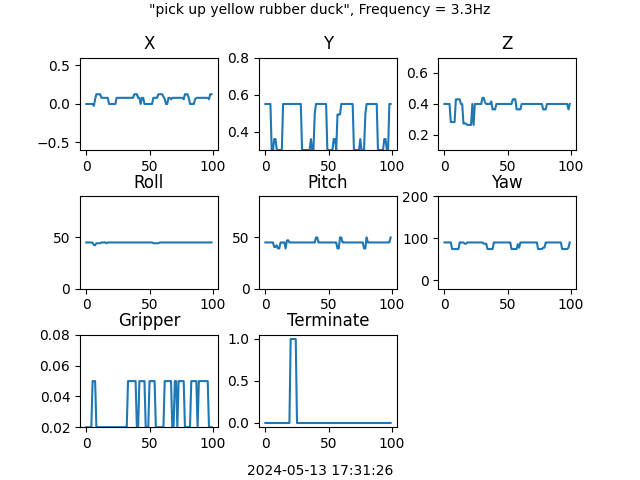 "pick up yellow rubber duck", Frequency = 3.3Hz
X
Y
Z
0.5
0.0
−0.5
0 50 100
0.8
0.6
0.4
0 50 100
0.6
0.4
0.2
0 50 100
Roll
Pitch
Yaw
50
0
0 50 100
50
0
0 50 100
200
100
0
0 50 100
Gripper
Terminate
0.08
0.06
0.04
0.02
0 50 100
1.0
0.5
0.0
0 50 100
2024-05-13 17:31:26